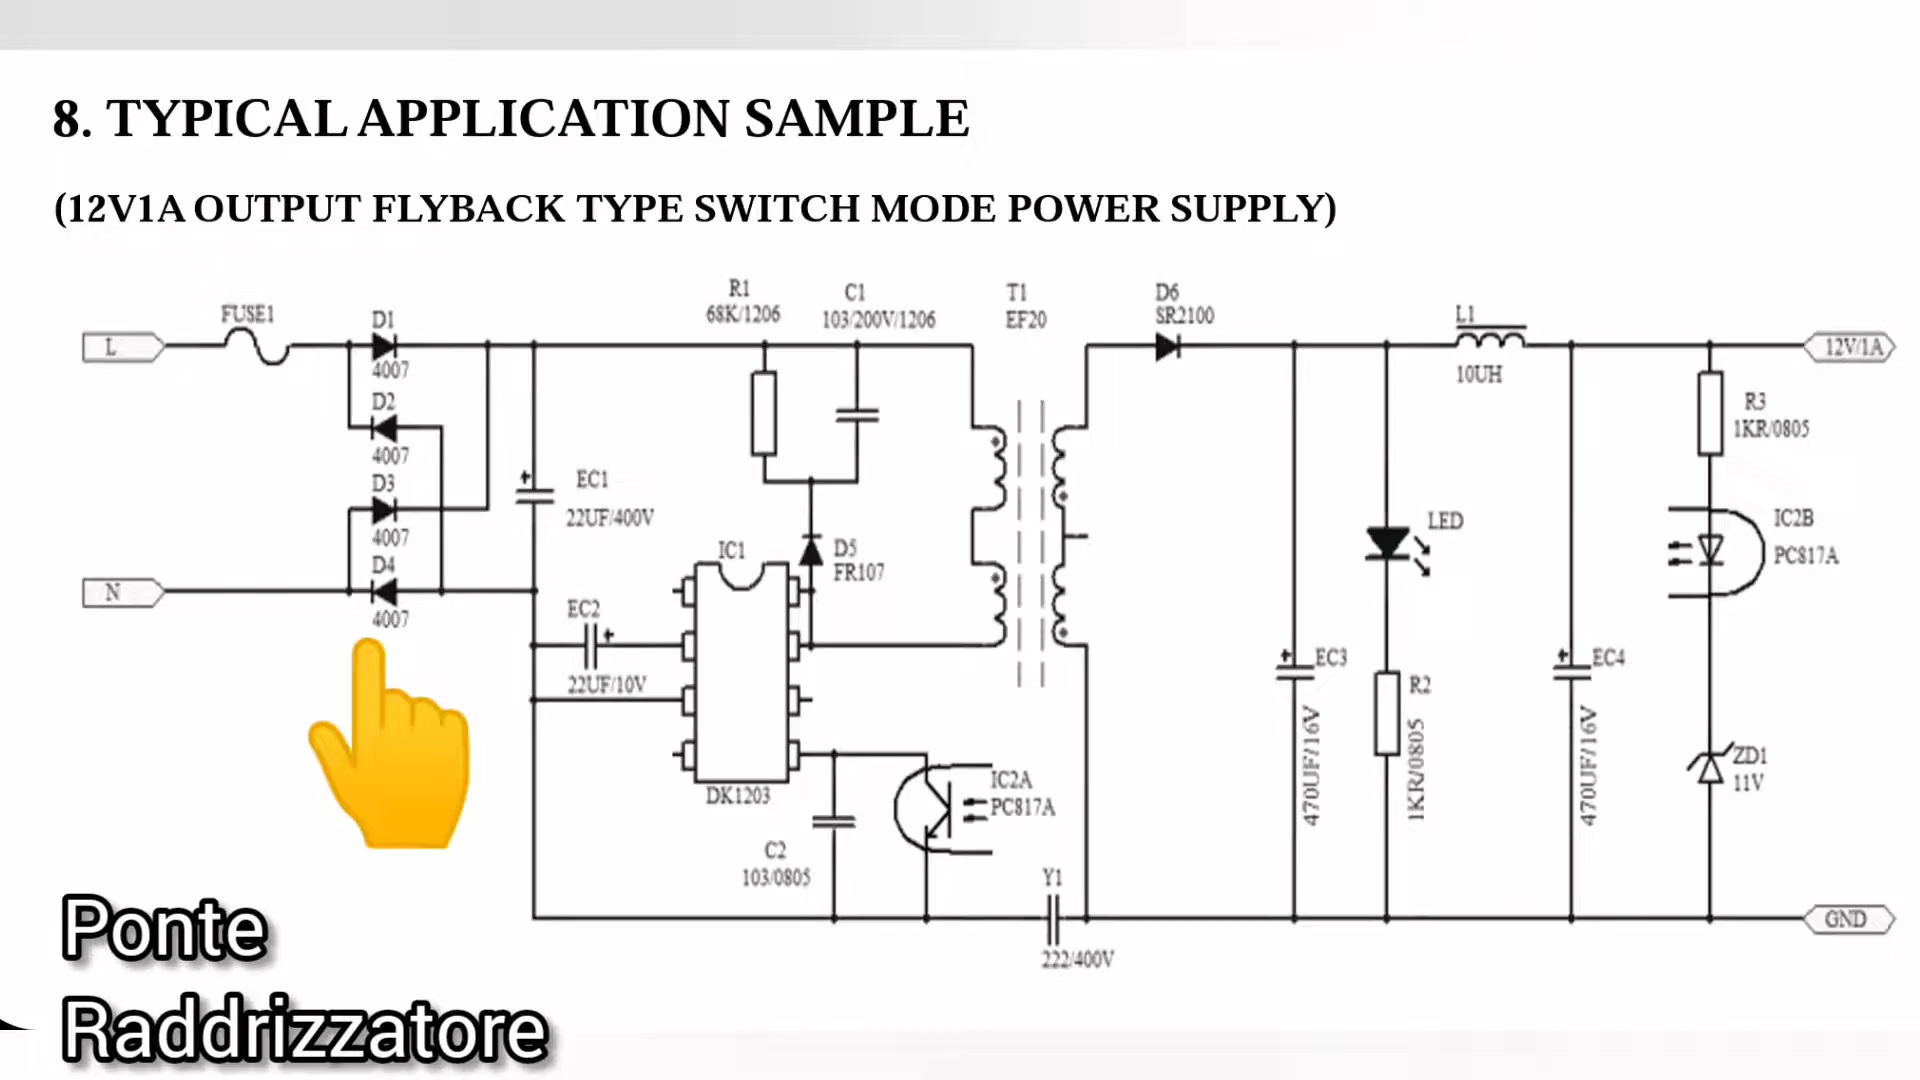 8. TYPICAL APPLICATION SAMPLE
(12V1A OUTPUT FLYBACK TYPE SWITCH MODE POWER SUPPLY)
L
FUSE1
D1
4007
D2
4007
D3
4007
N
D4
4007
EC1
22UF/400V
R1
68K/1206
C1
103/200V/1206
T1
EF20
D6
SR2100
L1
10UH
12V/1A
R3
1KR/0805
IC2B
PC817A
LED
IC1
D5
FR107
EC2
22UF/10V
DK1203
EC3
470UF/16V
R2
1KR/0805
EC4
470UF/16V
ZD1
11V
IC2A
PC817A
C2
103/0805
Y1
222/400V
GND
Ponte
Raddrizzatore